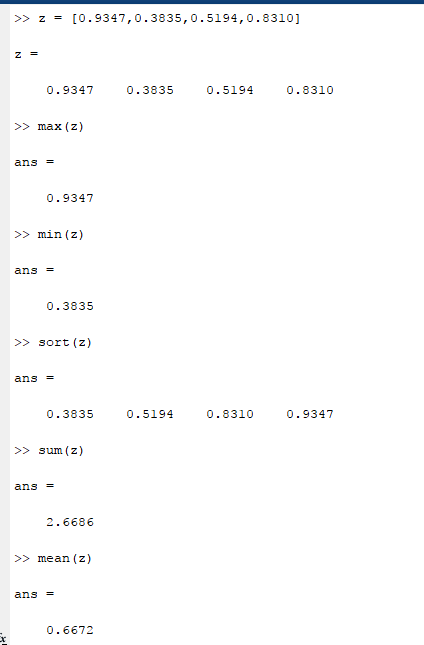 >> z = [0.9347,0.3835,0.5194,0.8310]
z =
0.9347 0.3835 0.5194 0.8310
>> max(z)
ans =
0.9347
>> min(z)
ans =
0.3835
>> sort(z)
ans =
0.3835 0.5194 0.8310 0.9347
>> sum(z)
ans =
2.6686
>> mean(z)
ans =
0.6672